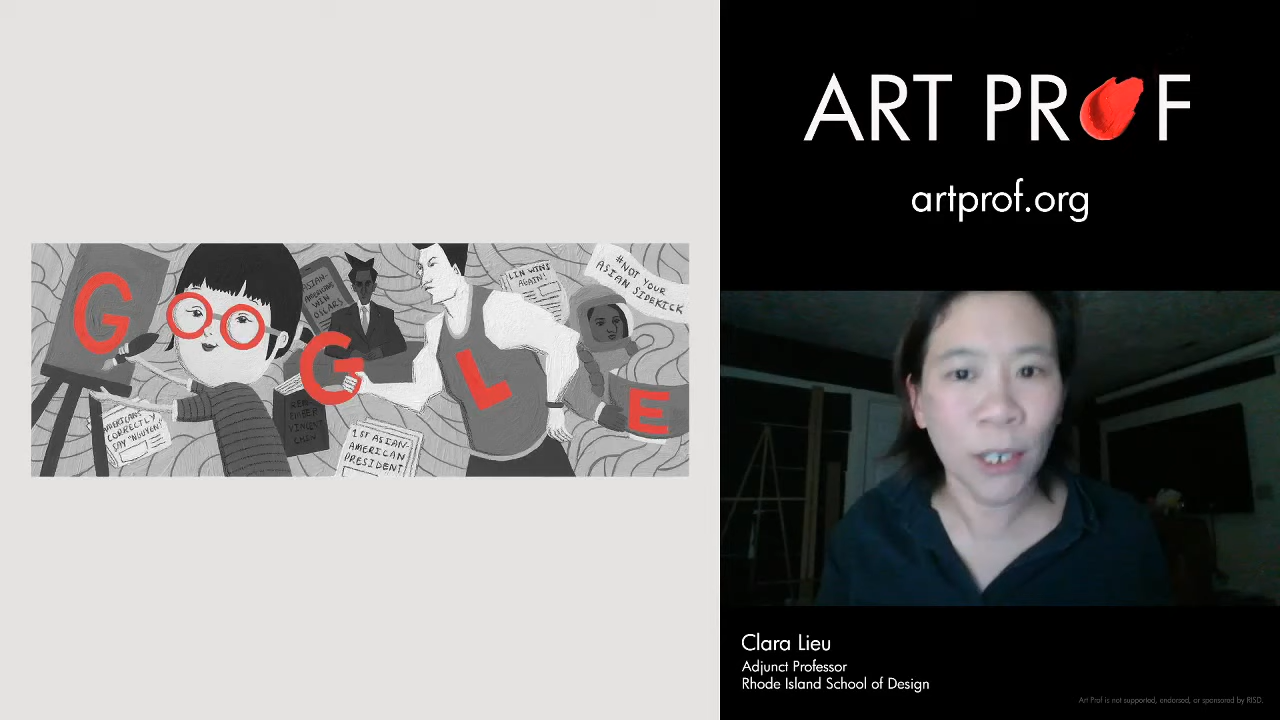 G O O G L E
ASIAN-
AMERICANS
WIN
OSCARS
LIN WINS
AGAIN!
#NOT YOUR
ASIAN SIDEKICK
AMERICANS
CORRECTLY
SAY "NGUYEN"
REM-
EMBER
VINCENT
CHIN
1ST ASIAN-
AMERICAN
PRESIDENT
ART PROF
artprof.org
Clara Lieu
Adjunct Professor
Rhode Island School of Design
Art Prof is not supported, endorsed, or sponsored by RISD.